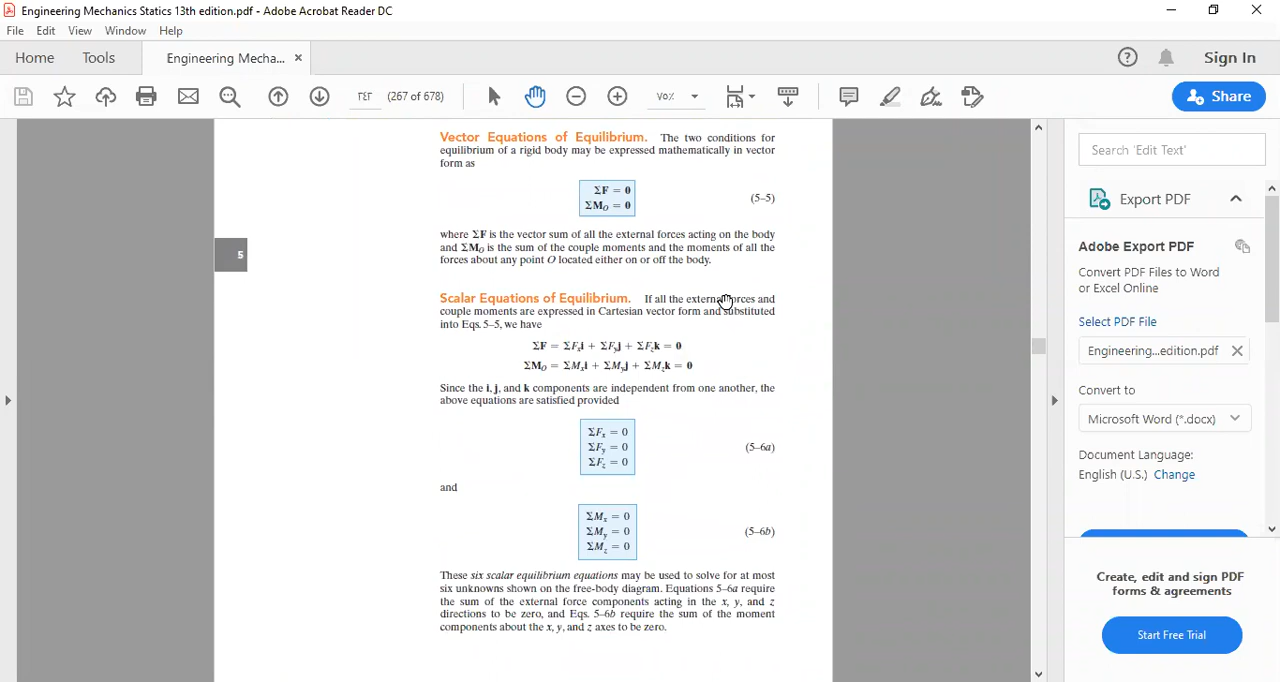 Engineering Mechanics Statics 13th edition.pdf - Adobe Acrobat Reader DC
File Edit View Window Help
Home Tools Engineering Mecha... × Sign In
٢٤٣ (267 of 678) ٧٥% Share
Vector Equations of Equilibrium. The two conditions for
equilibrium of a rigid body may be expressed mathematically in vector
form as
ΣF = 0
ΣM_O = 0
(5–5)
where ΣF is the vector sum of all the external forces acting on the body
and ΣM_O is the sum of the couple moments and the moments of all the
forces about any point O located either on or off the body.
5
Scalar Equations of Equilibrium. If all the external forces and
couple moments are expressed in Cartesian vector form and substituted
into Eqs. 5–5, we have
ΣF = ΣF_x i + ΣF_y j + ΣF_z k = 0
ΣM_O = ΣM_x i + ΣM_y j + ΣM_z k = 0
Since the i, j, and k components are independent from one another, the
above equations are satisfied provided
ΣF_x = 0
ΣF_y = 0
ΣF_z = 0
(5–6a)
and
ΣM_x = 0
ΣM_y = 0
ΣM_z = 0
(5–6b)
These six scalar equilibrium equations may be used to solve for at most
six unknowns shown on the free-body diagram. Equations 5–6a require
the sum of the external force components acting in the x, y, and z
directions to be zero, and Eqs. 5–6b require the sum of the moment
components about the x, y, and z axes to be zero.
Search 'Edit Text'
Export PDF
Adobe Export PDF
Convert PDF Files to Word
or Excel Online
Select PDF File
Engineering...edition.pdf
Convert to
Microsoft Word (*.docx)
Document Language:
English (U.S.) Change
Create, edit and sign PDF
forms & agreements
Start Free Trial